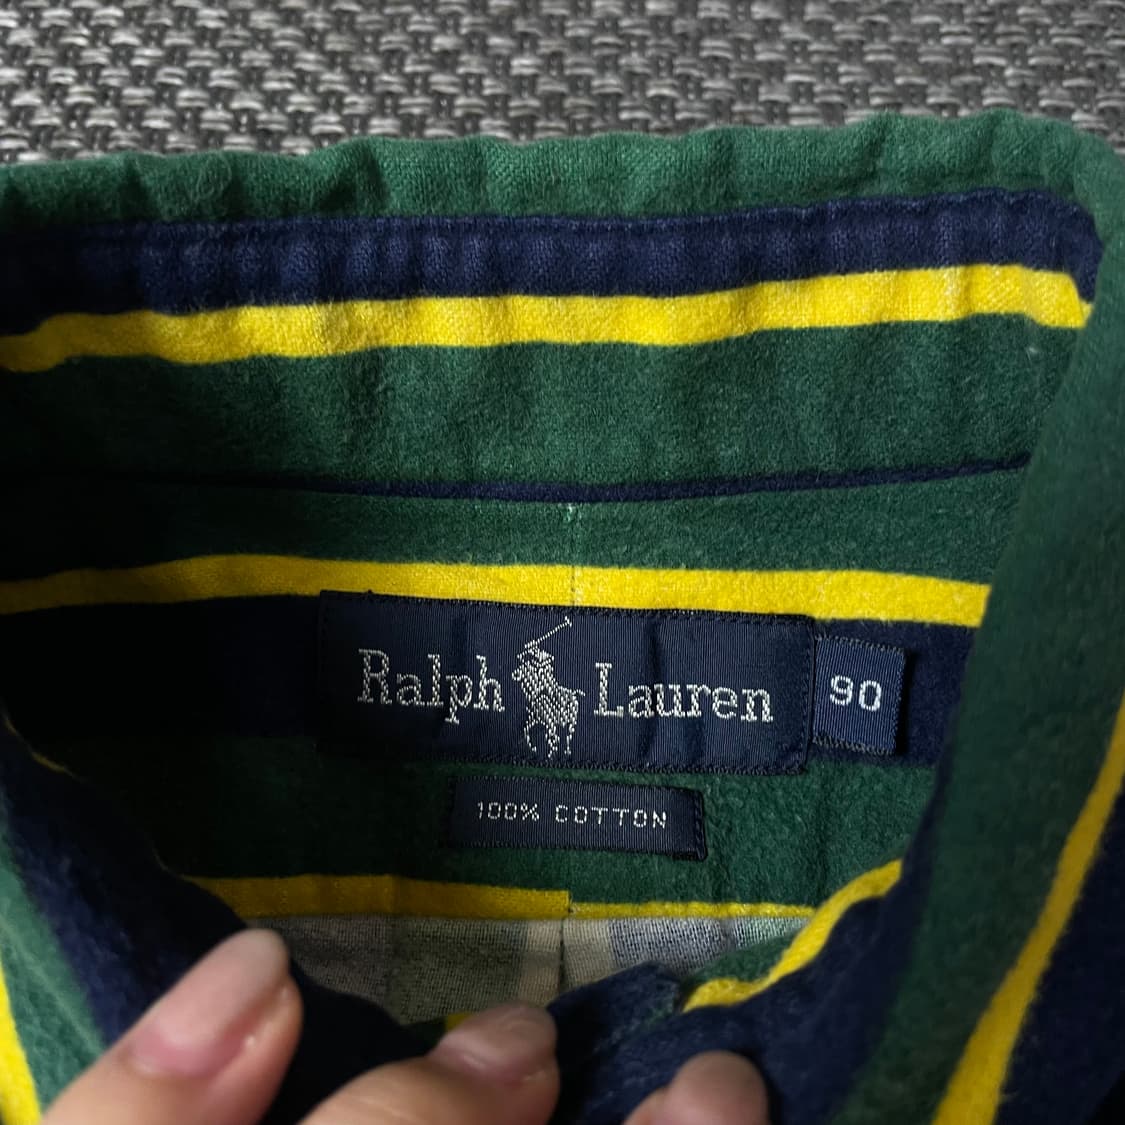 Ralph Lauren
90
100% COTTON